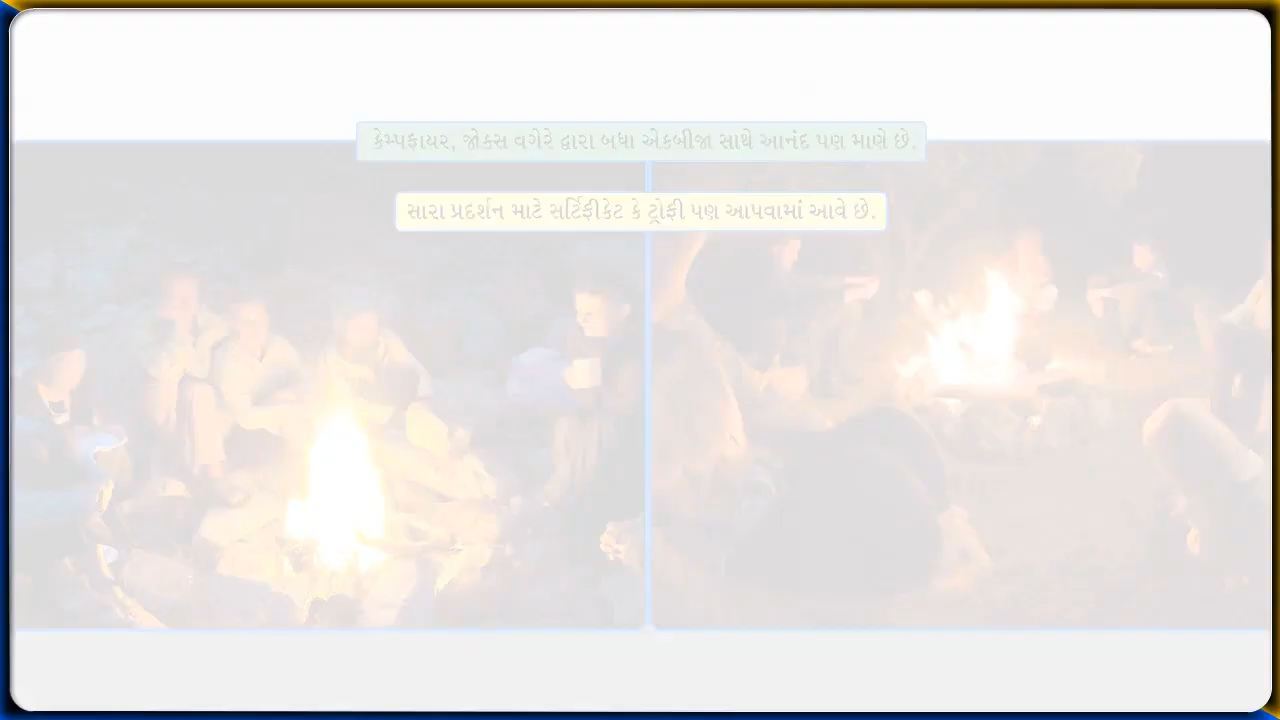 કેમ્પફાયર, જોક્સ વગેરે દ્વારા બધા એકબીજા સાથે આનંદ પણ માણે છે.
સારા પ્રદર્શન માટે સર્ટિફીકેટ કે ટ્રોફી પણ આપવામાં આવે છે.